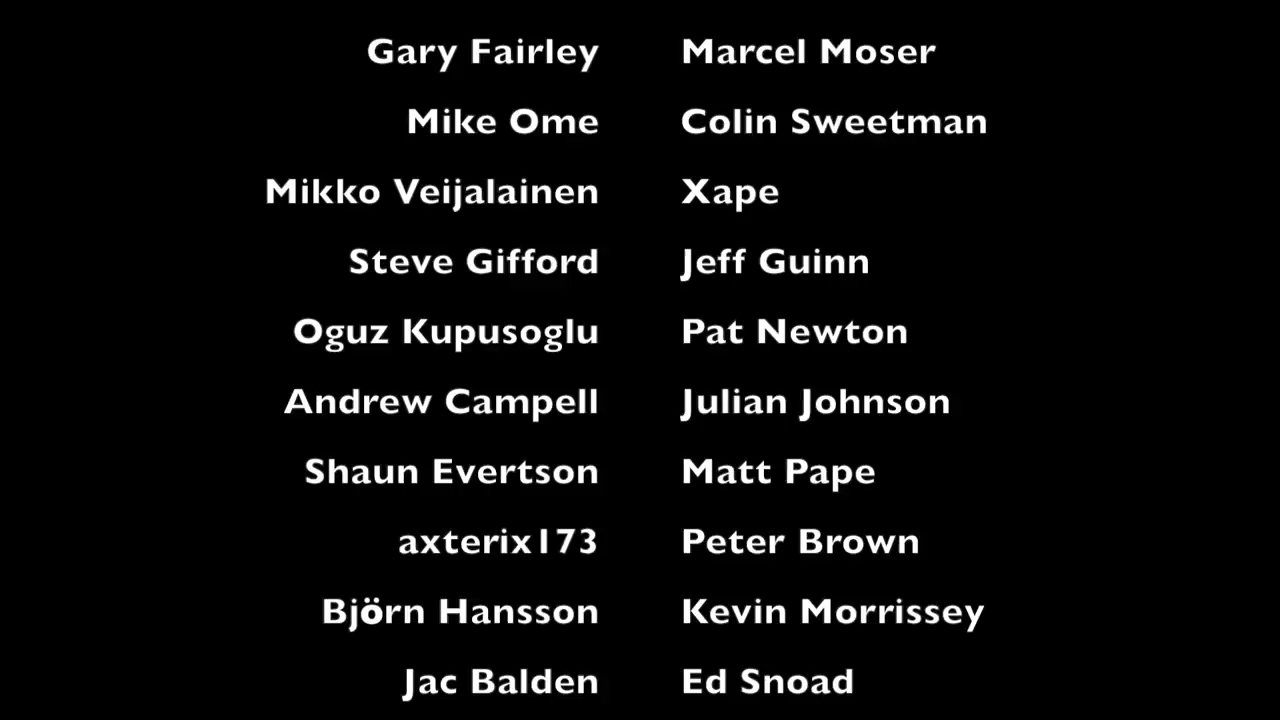 Gary Fairley Marcel Moser
Mike Ome Colin Sweetman
Mikko Veijalainen Xape
Steve Gifford Jeff Guinn
Oguz Kupusoglu Pat Newton
Andrew Campell Julian Johnson
Shaun Evertson Matt Pape
axterix173 Peter Brown
Björn Hansson Kevin Morrissey
Jac Balden Ed Snoad